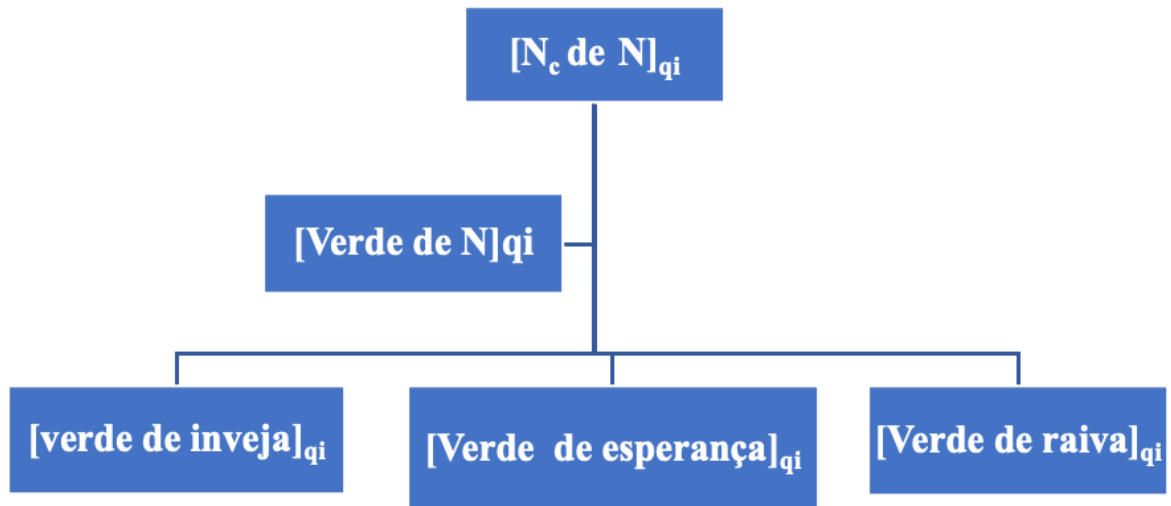 [Nc de N]qi
[Verde de N]qi
[verde de inveja]qi
[Verde de esperança]qi
[Verde de raiva]qi